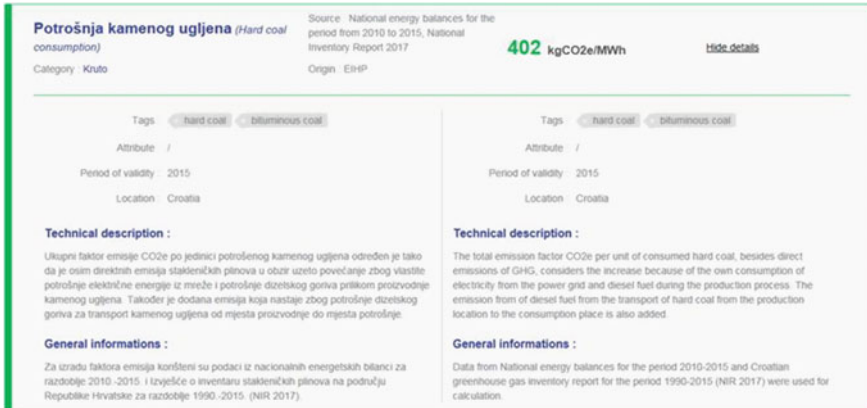 Potrošnja kamenog ugljena (Hard coal
consumption)
Category : Kruto
Source : National energy balances for the
period from 2010 to 2015, National
Inventory Report 2017
Origin : EIHP
402 kgCO2e/MWh
Hide details
Tags hard coal bituminous coal
Attribute /
Period of validity 2015
Location Croatia
Technical description :
Ukupni faktor emisije CO2e po jedinici potrošenog kamenog ugljena određen je tako
da je osim direktnih emisija stakleničkih plinova u obzir uzeto povećanje zbog vlastite
potrošnje električne energije iz mreže i potrošnje dizelskog goriva prilikom proizvodnje
kamenog ugljena. Također je dodana emisija koja nastaje zbog potrošnje dizelskog
goriva za transport kamenog ugljena od mjesta proizvodnje do mjesta potrošnje.
General informations :
Za izradu faktora emisija korišteni su podaci iz nacionalnih energetskih bilanci za
razdoblje 2010.-2015. i Izvješće o inventaru stakleničkih plinova na području
Republike Hrvatske za razdoblje 1990.-2015. (NIR 2017).
Tags hard coal bituminous coal
Attribute /
Period of validity 2015
Location Croatia
Technical description :
The total emission factor CO2e per unit of consumed hard coal, besides direct
emissions of GHG, considers the increase because of the own consumption of
electricity from the power grid and diesel fuel during the production process. The
emission from of diesel fuel from the transport of hard coal from the production
location to the consumption place is also added.
General informations :
Data from National energy balances for the period 2010-2015 and Croatian
greenhouse gas inventory report for the period 1990-2015 (NIR 2017) were used for
calculation.